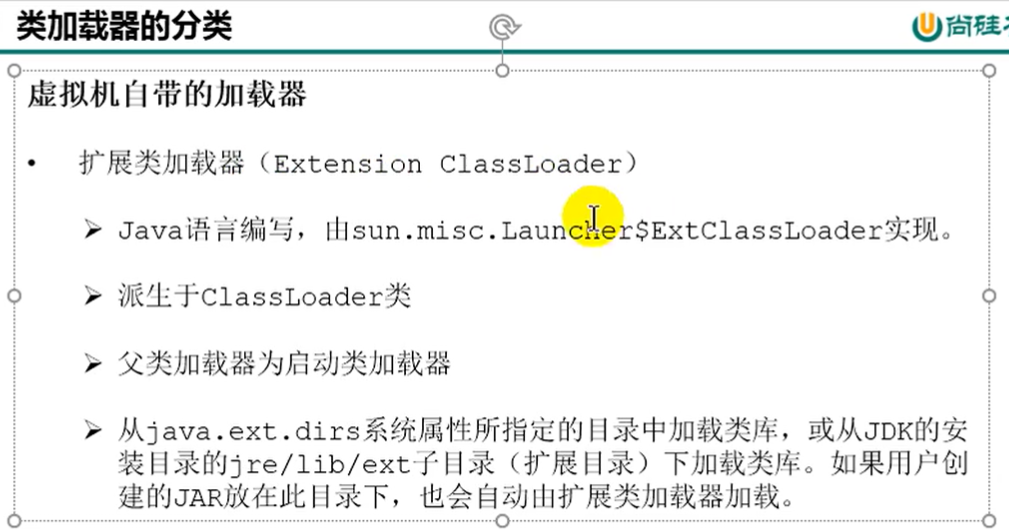 类加载器的分类
尚硅
虚拟机自带的加载器
• 扩展类加载器（Extension ClassLoader）
➢ Java语言编写，由sun.misc.Launcher$ExtClassLoader实现。
➢ 派生于ClassLoader类
➢ 父类加载器为启动类加载器
➢ 从java.ext.dirs系统属性所指定的目录中加载类库，或从JDK的安
装目录的jre/lib/ext子目录（扩展目录）下加载类库。如果用户创
建的JAR放在此目录下，也会自动由扩展类加载器加载。